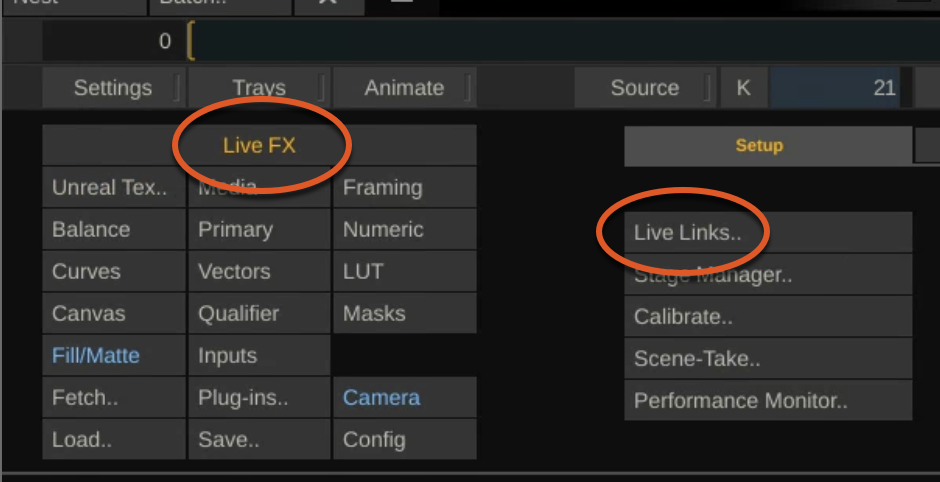 Nest Batch..
0
Settings Trays Animate Source K 21
Live FX Setup
Unreal Tex.. Media Framing
Balance Primary Numeric Live Links..
Curves Vectors LUT Stage Manager..
Canvas Qualifier Masks Calibrate..
Fill/Matte Inputs Scene-Take..
Fetch.. Plug-ins.. Camera Performance Monitor..
Load.. Save.. Config